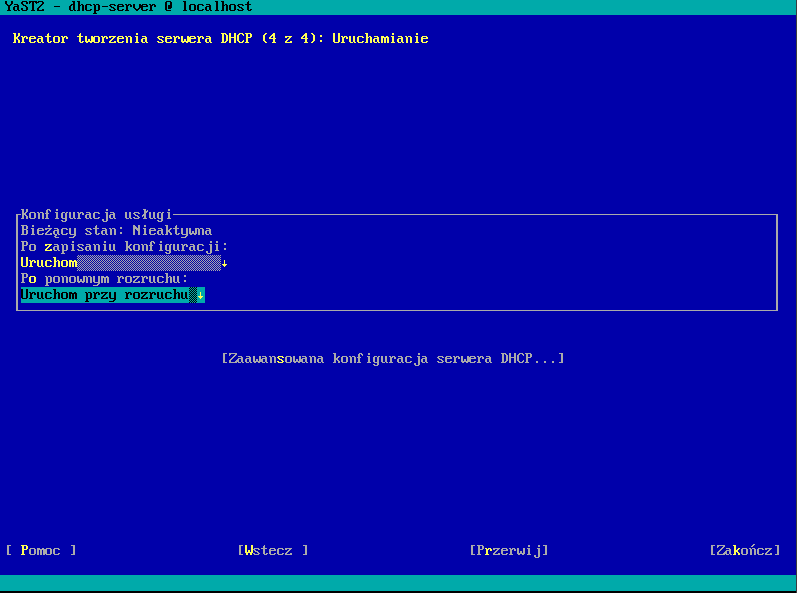 YaST2 - dhcp-server @ localhost
Kreator tworzenia serwera DHCP (4 z 4): Uruchamianie
Konfiguracja usługi
Bieżący stan: Nieaktywna
Po zapisaniu konfiguracji:
Uruchom↓
Po ponownym rozruchu:
Uruchom przy rozruchu ↓
[Zaawansowana konfiguracja serwera DHCP...]
[ Pomoc ] [Wstecz ] [Przerwij] [Zakończ]